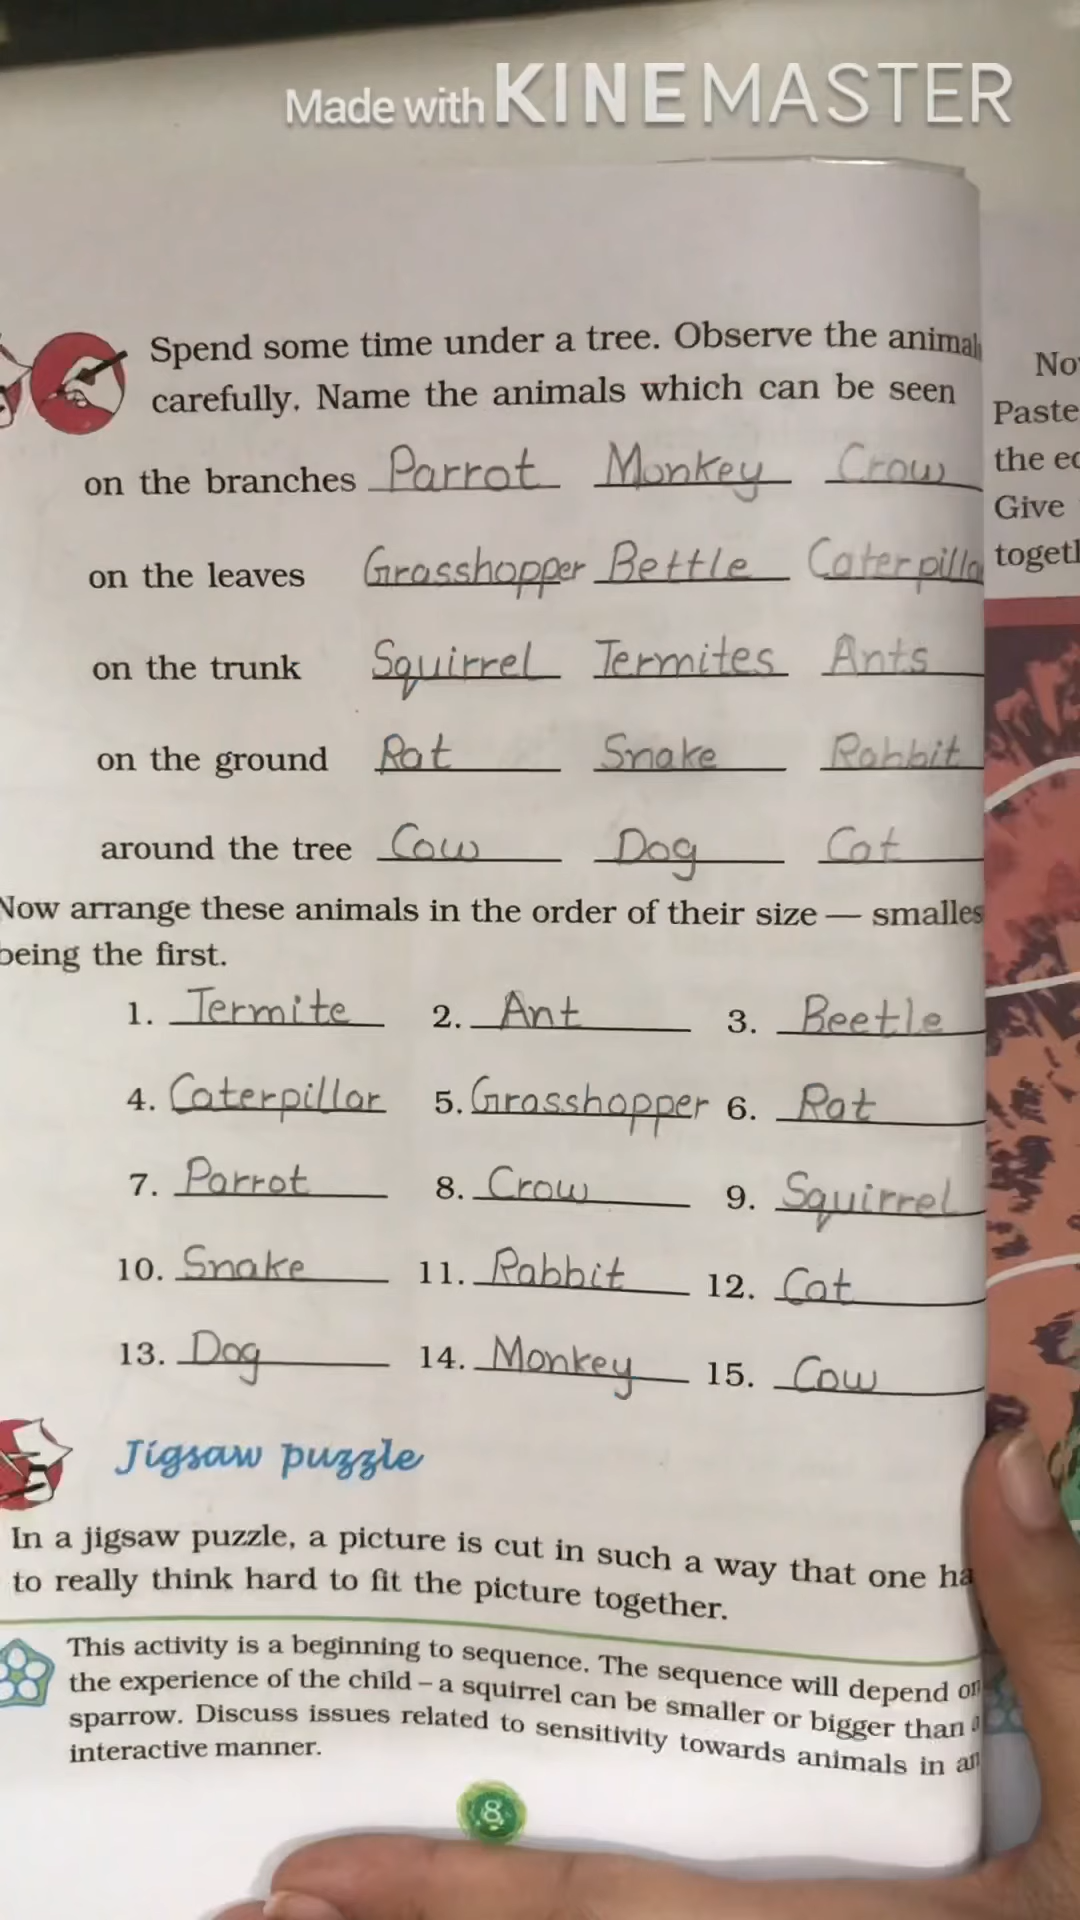 Made with KINEMASTER
Spend some time under a tree. Observe the animal
carefully. Name the animals which can be seen
on the branches Parrot Monkey Crow
on the leaves Grasshopper Bettle Caterpilla
on the trunk Squirrel Termites Ants
on the ground Rat Snake Rabbit
around the tree Cow Dog Cat
Now arrange these animals in the order of their size — smalles
being the first.
1. Termite 2. Ant 3. Beetle
4. Caterpillar 5. Grasshopper 6. Rat
7. Parrot 8. Crow 9. Squirrel
10. Snake 11. Rabbit 12. Cat
13. Dog 14. Monkey 15. Cow
Jigsaw puzzle
In a jigsaw puzzle, a picture is cut in such a way that one ha
to really think hard to fit the picture together.
This activity is a beginning to sequence. The sequence will depend on
the experience of the child – a squirrel can be smaller or bigger than a
sparrow. Discuss issues related to sensitivity towards animals in an
interactive manner.
8
No
Paste
the ec
Give
togeth